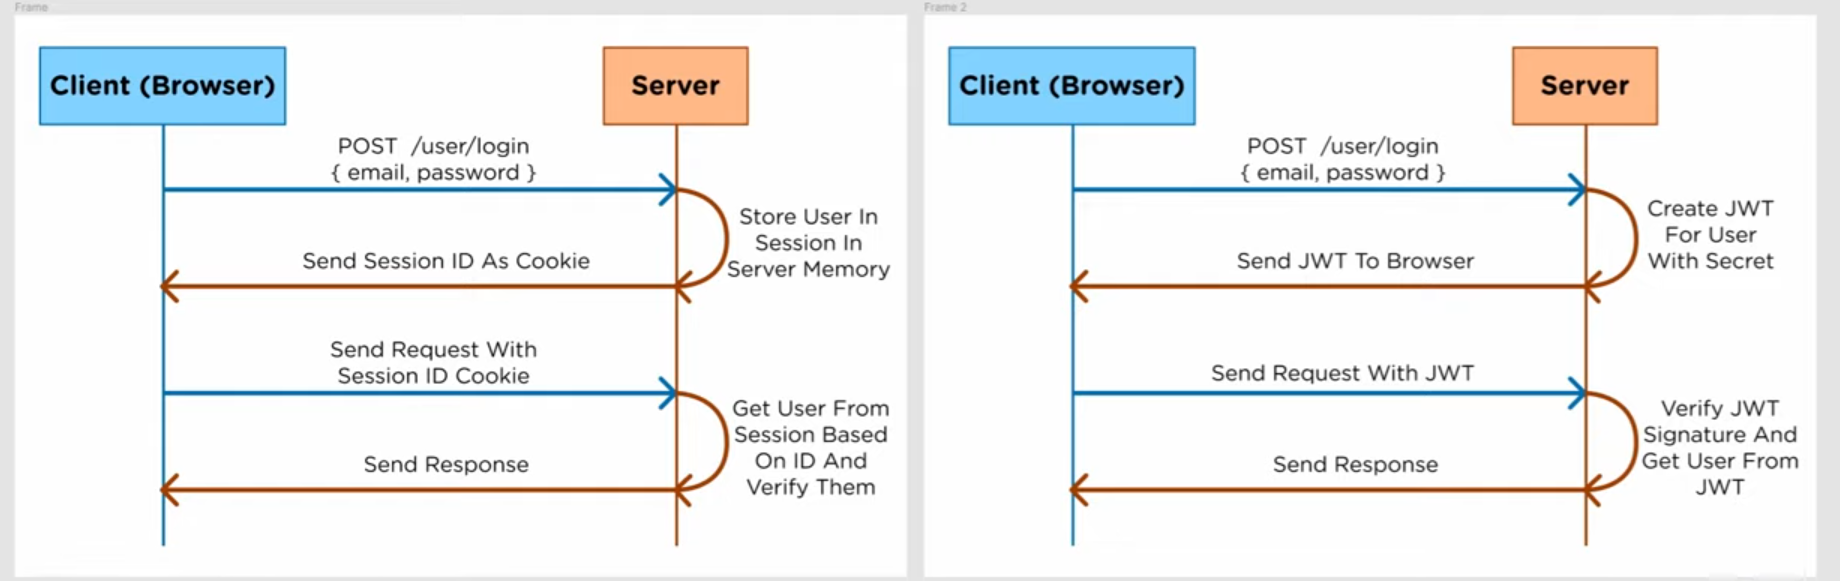 Frame
Client (Browser)
Server
POST /user/login
{ email, password }
Store User In
Session In
Server Memory
Send Session ID As Cookie
Send Request With
Session ID Cookie
Get User From
Session Based
On ID And
Verify Them
Send Response
Frame 2
Client (Browser)
Server
POST /user/login
{ email, password }
Create JWT
For User
With Secret
Send JWT To Browser
Send Request With JWT
Verify JWT
Signature And
Get User From
JWT
Send Response